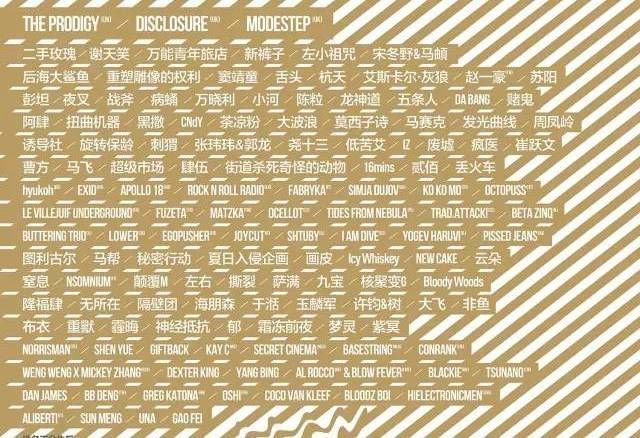 THE PRODIGY (UK) / DISCLOSURE (UK) / MODESTEP (UK)
二手玫瑰 / 谢天笑 / 万能青年旅店 / 新裤子 / 左小祖咒 / 宋冬野&马頔
后海大鲨鱼 / 重塑雕像的权利 / 窦靖童 / 舌头 / 杭天 / 艾斯卡尔·灰狼 / 赵一豪 / 苏阳
彭坦 / 夜叉 / 战斧 / 病蛹 / 万晓利 / 小河 / 陈粒 / 龙神道 / 五条人 / DA BANG / 赌鬼
阿肆 / 扭曲机器 / 黑撒 / CNdY / 茶凉粉 / 大波浪 / 莫西子诗 / 马赛克 / 发光曲线 / 周凤岭
诱导社 / 旋转保龄 / 刺猬 / 张玮玮&郭龙 / 尧十三 / 低苦艾 / IZ / 废墟 / 疯医 / 崔跃文
曹方 / 马飞 / 超级市场 / 肆伍 / 街道杀死奇怪的动物 / 16mins / 贰佰 / 丢火车
hyukoh / EXID / APOLLO 18 / ROCK N ROLL RADIO / FABRYKA / SIMJA DUJOV / KO KO MO / OCTOPUSS
LE VILLEJUIF UNDERGROUND / FUZETA / MATZKA / OCELLOT / TIDES FROM NEBULA / TRAD.ATTACK! / BETA ZINQ
BUTTERING TRIO / LOWER / EGOPUSHER / JOYCUT / SHTUBY / I AM DIVE / YOGEV HARUVI / PISSED JEANS
图利古尔 / 马帮 / 秘密行动 / 夏日入侵企画 / 画皮 / Icy Whiskey / NEW CAKE / 云朵
窒息 / NSOMNIUM / 颠覆M / 左右 / 撕裂 / 萨满 / 九宝 / 核聚变G / Bloody Woods
隆福肆 / 无所在 / 隔壁团 / 海朋森 / 于湉 / 玉麟军 / 许钧&树 / 大飞 / 非鱼
布衣 / 重獸 / 霾晦 / 神经抵抗 / 郁 / 霜冻前夜 / 梦灵 / 紫冥
NORRISMAN / SHEN YUE / GIFTBACK / KAY C / SECRET CINEMA / BASESTRING / CONRANK
WENG WENG X MICKEY ZHANG / DEXTER KING / YANG BING / AL ROCCO & BLOW FEVER / BLACKIE / TSUNANO
DAN JAMES / BB DENG / GREG KATONA / OSHI / COCO VAN KLEEF / BLOODZ BOI / HIELECTRONICMEN
ALIBERTI / SUN MENG / UNA / GAO FEI